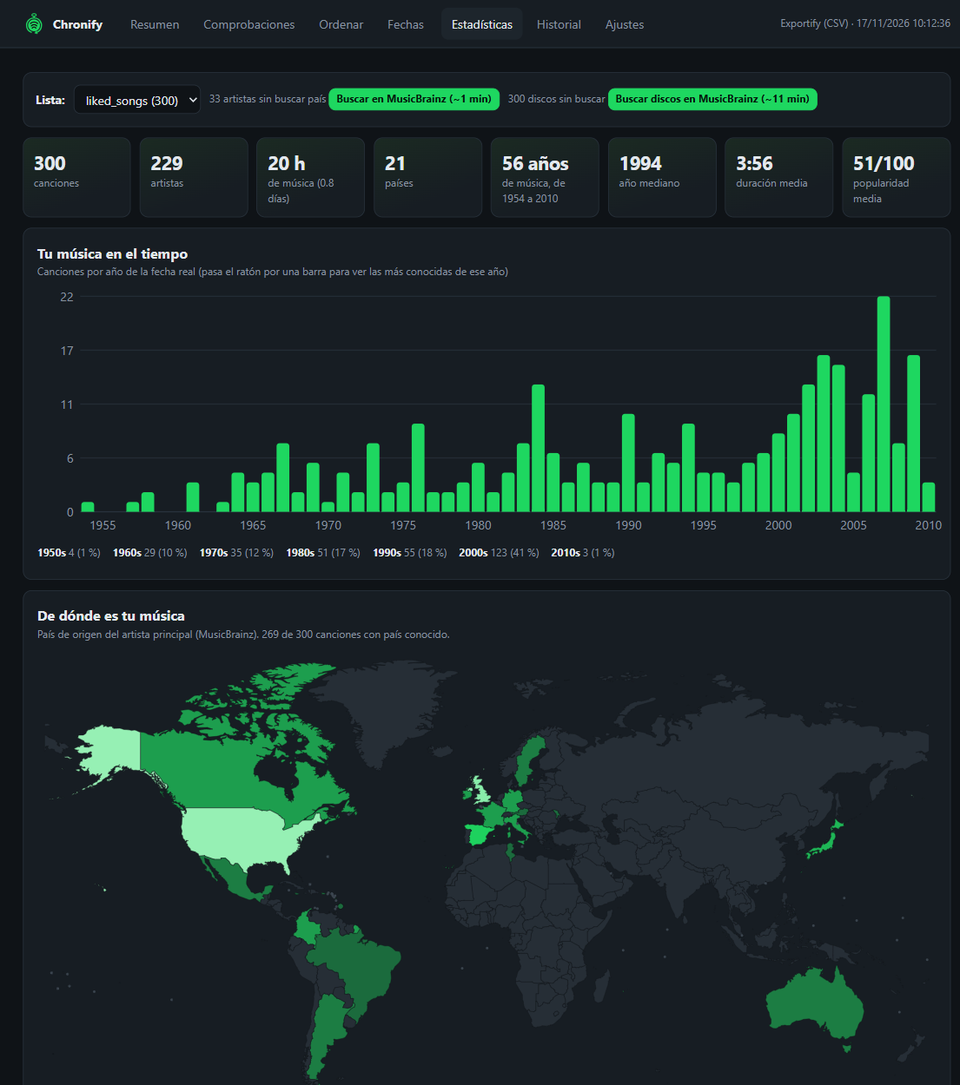 Chronify Resumen Comprobaciones Ordenar Fechas Estadísticas Historial Ajustes Exportify (CSV) · 17/11/2026 10:12:36
Lista: liked_songs (300) 33 artistas sin buscar país Buscar en MusicBrainz (~1 min) 300 discos sin buscar Buscar discos en MusicBrainz (~11 min)
300
canciones
229
artistas
20 h
de música (0.8
días)
21
países
56 años
de música, de
1954 a 2010
1994
año mediano
3:56
duración media
51/100
popularidad
media
Tu música en el tiempo
Canciones por año de la fecha real (pasa el ratón por una barra para ver las más conocidas de ese año)
22
17
11
6
0
1955 1960 1965 1970 1975 1980 1985 1990 1995 2000 2005 2010
1950s 4 (1 %) 1960s 29 (10 %) 1970s 35 (12 %) 1980s 51 (17 %) 1990s 55 (18 %) 2000s 123 (41 %) 2010s 3 (1 %)
De dónde es tu música
País de origen del artista principal (MusicBrainz). 269 de 300 canciones con país conocido.